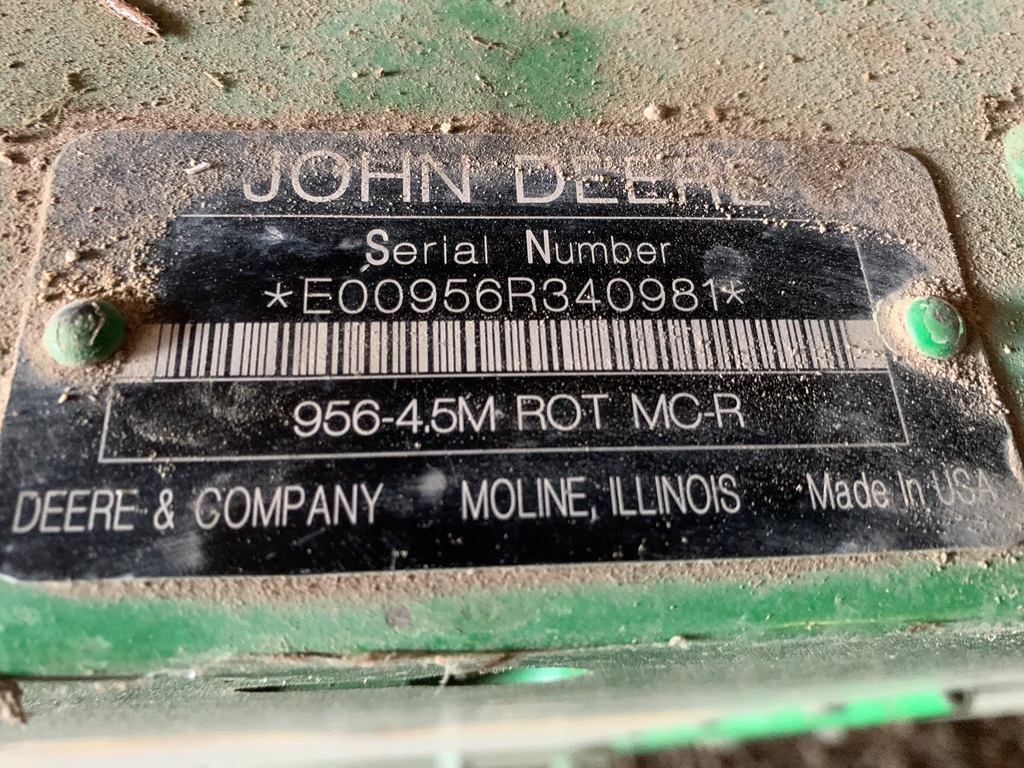 JOHN DEERE
Serial Number
*E00956R340981*
956-4.5M ROT MC-R
DEERE & COMPANY MOLINE, ILLINOIS Made In USA